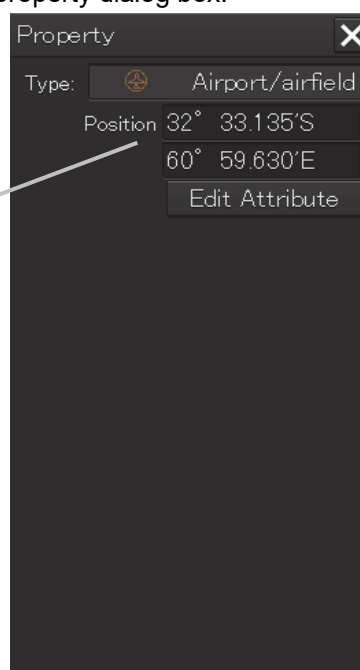 property dialog box.
Property
Type: Airport/airfield
Position 32° 33.135'S
60° 59.630'E
Edit Attribute